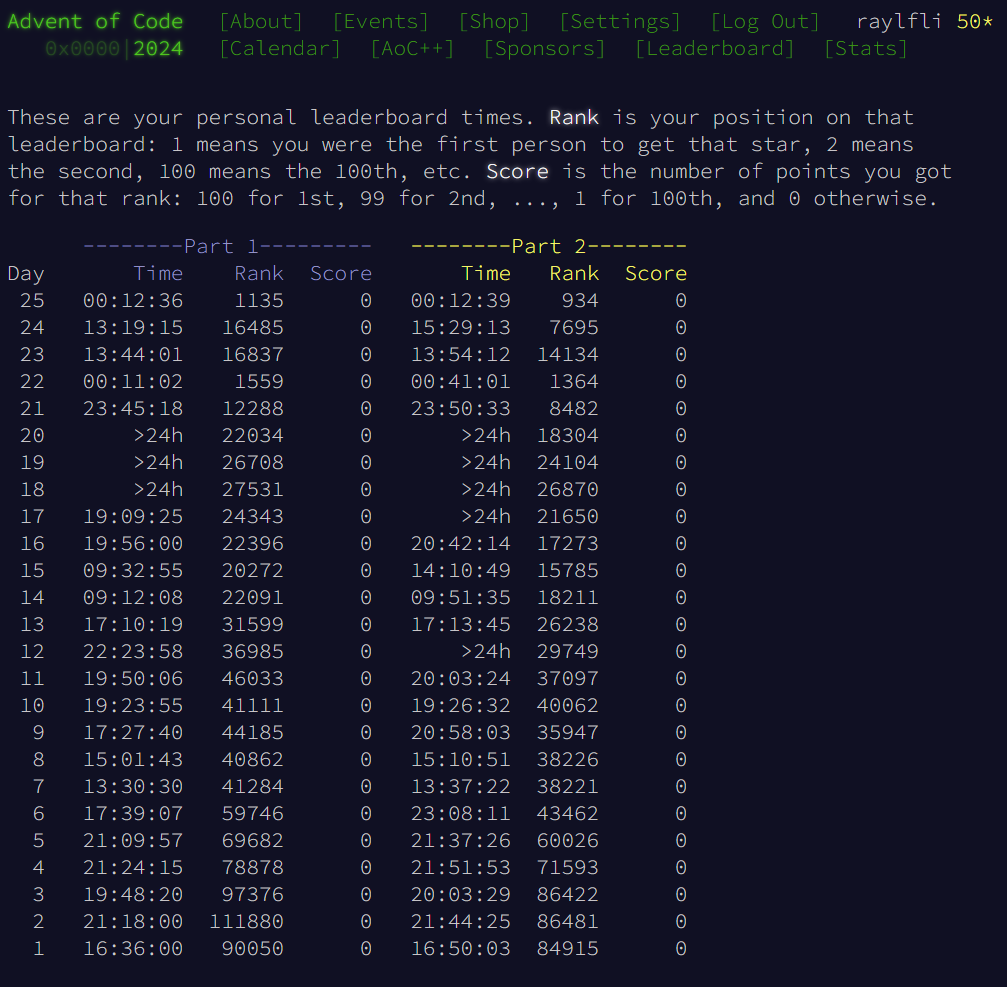 Advent of Code [About] [Events] [Shop] [Settings] [Log Out] raylfli 50*
0x0000|2024 [Calendar] [AoC++] [Sponsors] [Leaderboard] [Stats]
These are your personal leaderboard times. Rank is your position on that
leaderboard: 1 means you were the first person to get that star, 2 means
the second, 100 means the 100th, etc. Score is the number of points you got
for that rank: 100 for 1st, 99 for 2nd, ..., 1 for 100th, and 0 otherwise.
--------Part 1--------- --------Part 2--------
Day Time Rank Score Time Rank Score
25 00:12:36 1135 0 00:12:39 934 0
24 13:19:15 16485 0 15:29:13 7695 0
23 13:44:01 16837 0 13:54:12 14134 0
22 00:11:02 1559 0 00:41:01 1364 0
21 23:45:18 12288 0 23:50:33 8482 0
20 >24h 22034 0 >24h 18304 0
19 >24h 26708 0 >24h 24104 0
18 >24h 27531 0 >24h 26870 0
17 19:09:25 24343 0 >24h 21650 0
16 19:56:00 22396 0 20:42:14 17273 0
15 09:32:55 20272 0 14:10:49 15785 0
14 09:12:08 22091 0 09:51:35 18211 0
13 17:10:19 31599 0 17:13:45 26238 0
12 22:23:58 36985 0 >24h 29749 0
11 19:50:06 46033 0 20:03:24 37097 0
10 19:23:55 41111 0 19:26:32 40062 0
9 17:27:40 44185 0 20:58:03 35947 0
8 15:01:43 40862 0 15:10:51 38226 0
7 13:30:30 41284 0 13:37:22 38221 0
6 17:39:07 59746 0 23:08:11 43462 0
5 21:09:57 69682 0 21:37:26 60026 0
4 21:24:15 78878 0 21:51:53 71593 0
3 19:48:20 97376 0 20:03:29 86422 0
2 21:18:00 111880 0 21:44:25 86481 0
1 16:36:00 90050 0 16:50:03 84915 0